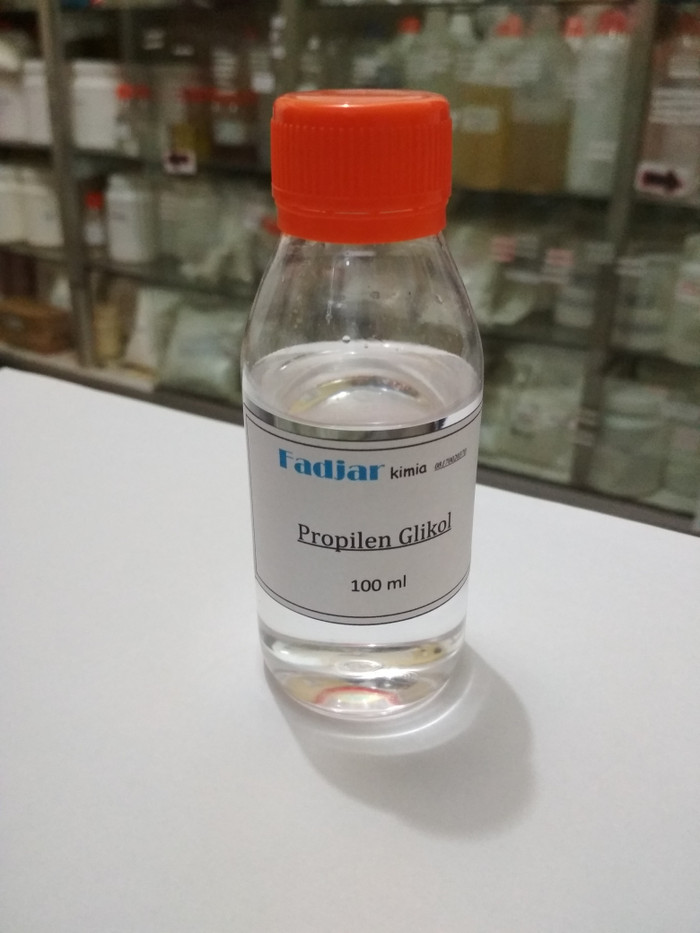 Fadjar kimia
Propilen Glikol
100 ml